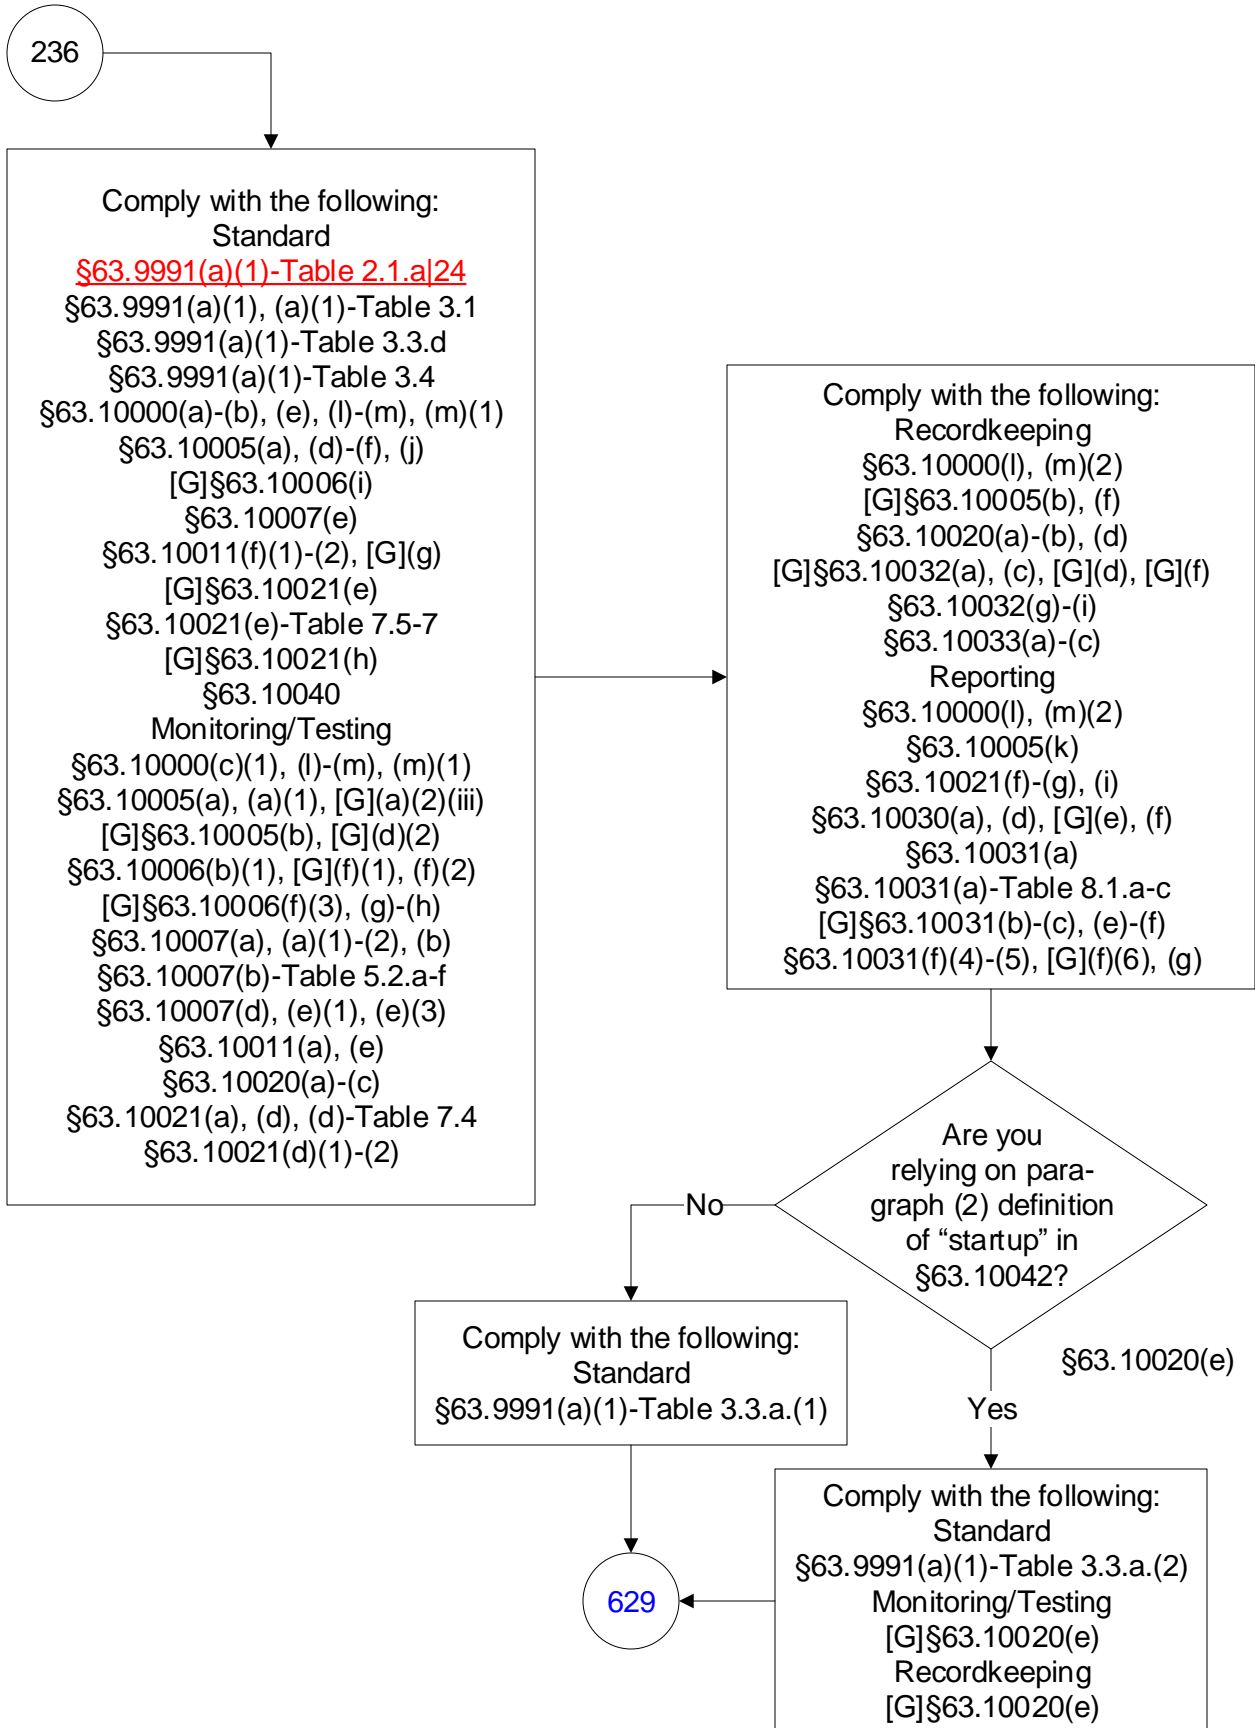 236
Comply with the following:
Standard
§63.9991(a)(1)-Table 2.1.a|24
§63.9991(a)(1), (a)(1)-Table 3.1
§63.9991(a)(1)-Table 3.3.d
§63.9991(a)(1)-Table 3.4
§63.10000(a)-(b), (e), (l)-(m), (m)(1)
§63.10005(a), (d)-(f), (j)
[G]§63.10006(i)
§63.10007(e)
§63.10011(f)(1)-(2), [G](g)
[G]§63.10021(e)
§63.10021(e)-Table 7.5-7
[G]§63.10021(h)
§63.10040
Monitoring/Testing
§63.10000(c)(1), (l)-(m), (m)(1)
§63.10005(a), (a)(1), [G](a)(2)(iii)
[G]§63.10005(b), [G](d)(2)
§63.10006(b)(1), [G](f)(1), (f)(2)
[G]§63.10006(f)(3), (g)-(h)
§63.10007(a), (a)(1)-(2), (b)
§63.10007(b)-Table 5.2.a-f
§63.10007(d), (e)(1), (e)(3)
§63.10011(a), (e)
§63.10020(a)-(c)
§63.10021(a), (d), (d)-Table 7.4
§63.10021(d)(1)-(2)
Comply with the following:
Recordkeeping
§63.10000(l), (m)(2)
[G]§63.10005(b), (f)
§63.10020(a)-(b), (d)
[G]§63.10032(a), (c), [G](d), [G](f)
§63.10032(g)-(i)
§63.10033(a)-(c)
Reporting
§63.10000(l), (m)(2)
§63.10005(k)
§63.10021(f)-(g), (i)
§63.10030(a), (d), [G](e), (f)
§63.10031(a)
§63.10031(a)-Table 8.1.a-c
[G]§63.10031(b)-(c), (e)-(f)
§63.10031(f)(4)-(5), [G](f)(6), (g)
Are you
relying on para-
graph (2) definition
of “startup” in
§63.10042?
No
§63.10020(e)
Yes
Comply with the following:
Standard
§63.9991(a)(1)-Table 3.3.a.(1)
Comply with the following:
Standard
§63.9991(a)(1)-Table 3.3.a.(2)
Monitoring/Testing
[G]§63.10020(e)
Recordkeeping
[G]§63.10020(e)
629